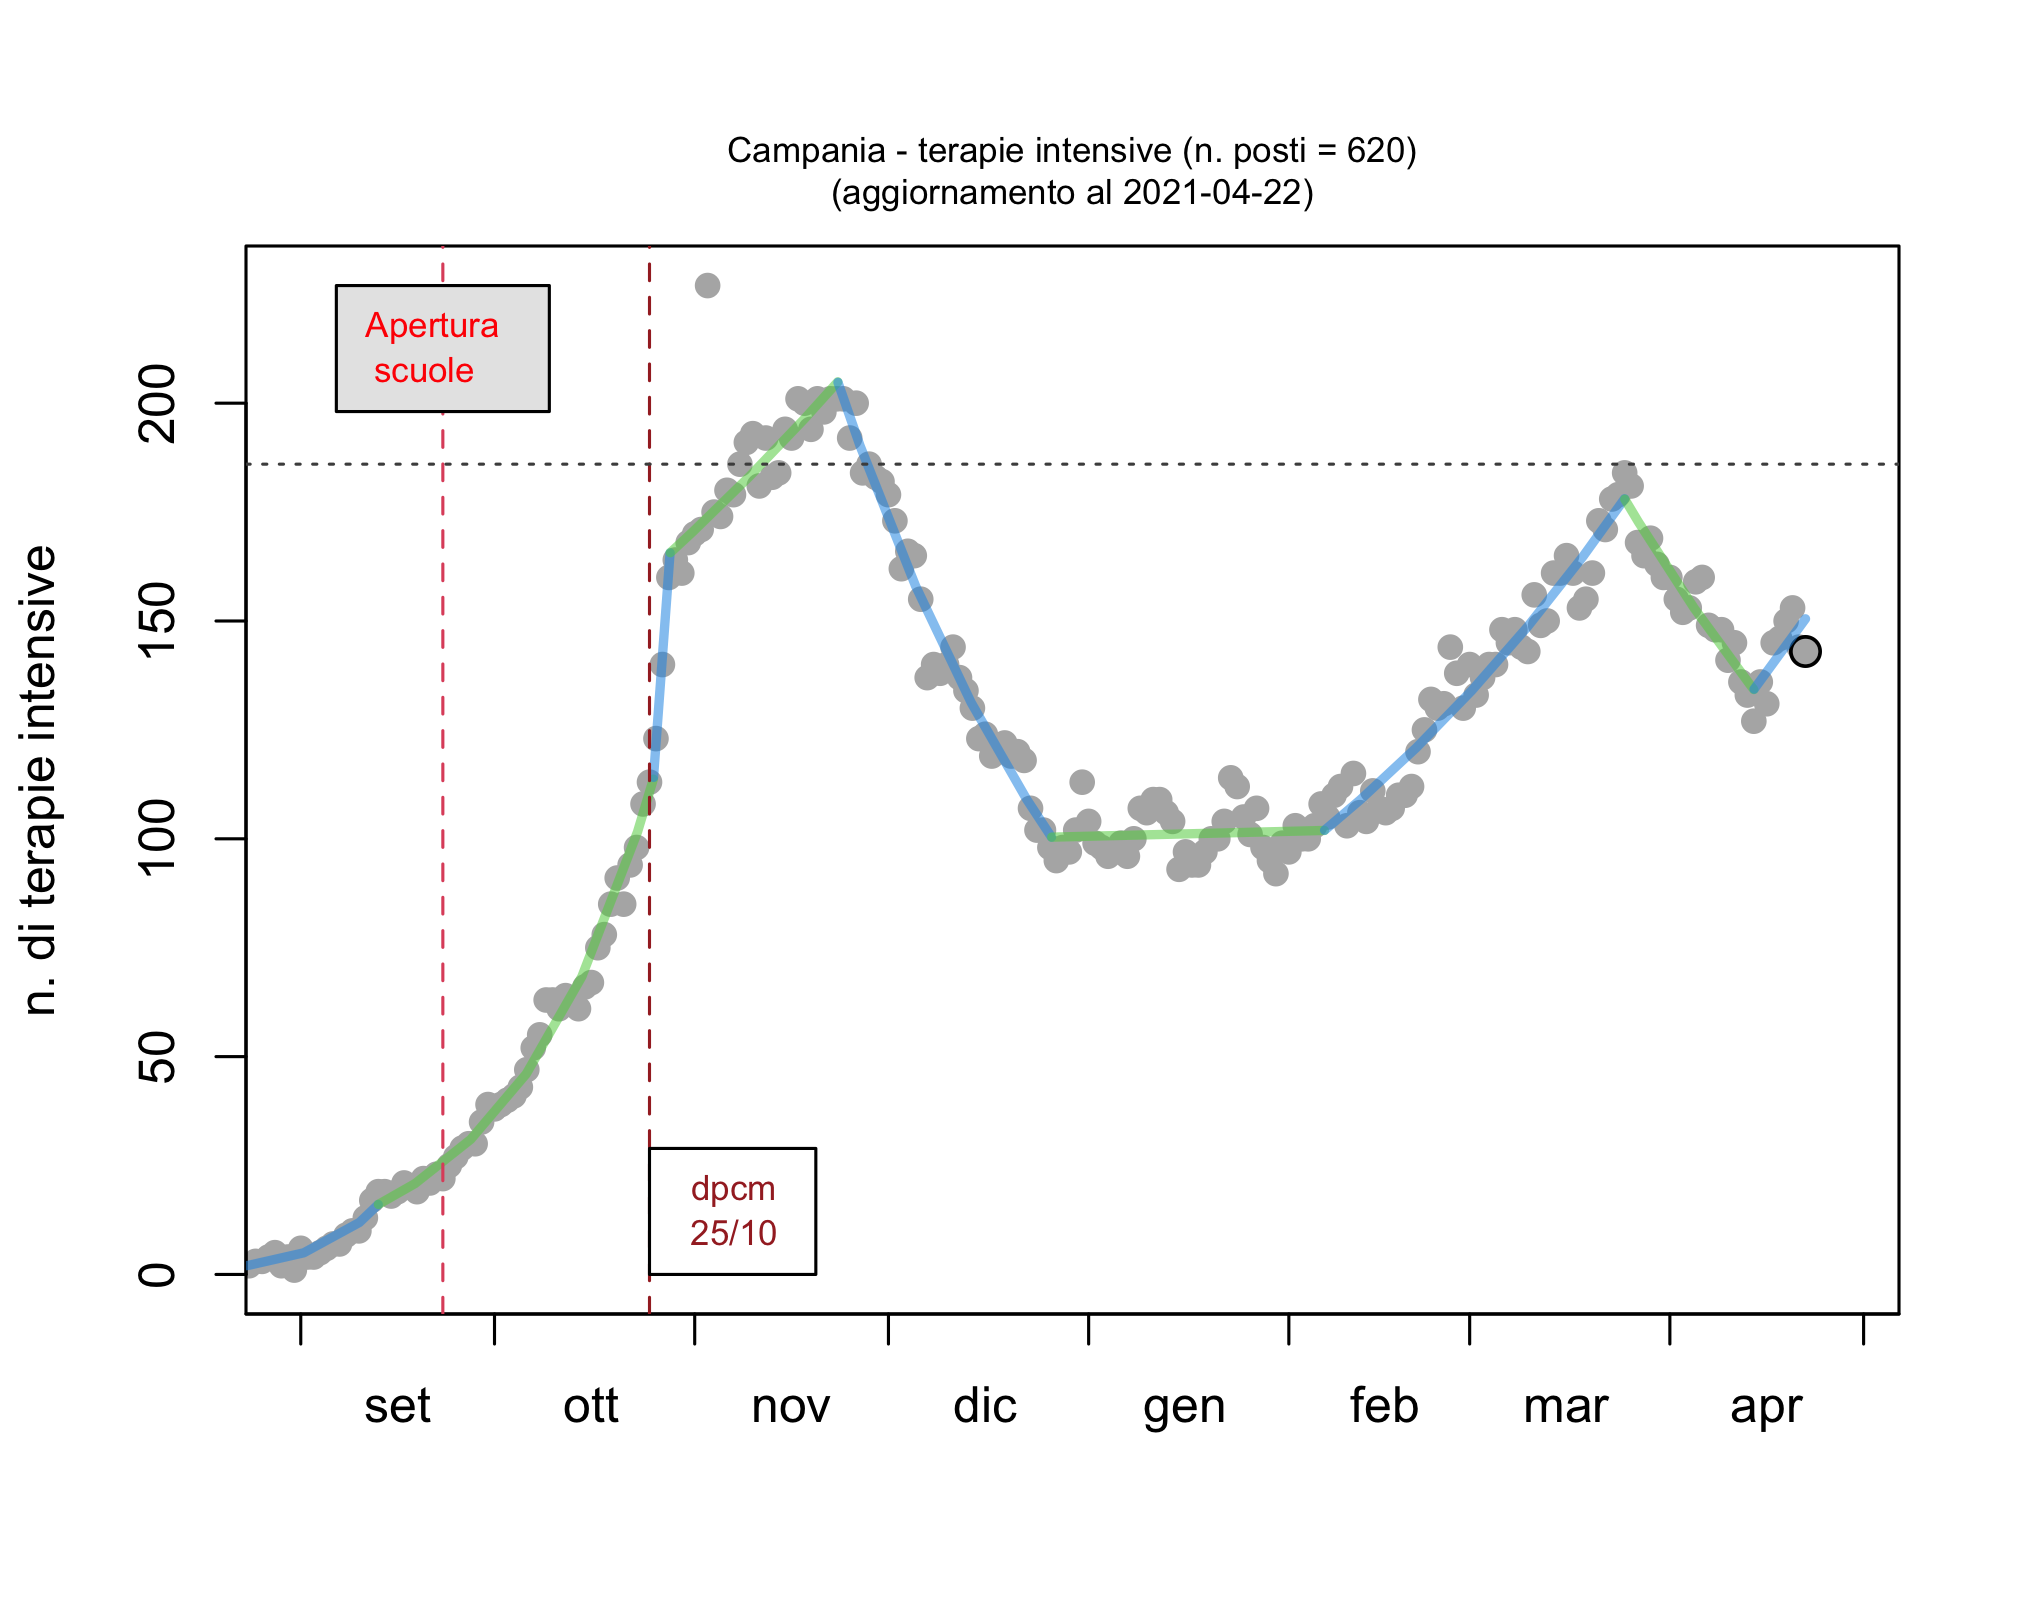 Campania - terapie intensive (n. posti = 620)
(aggiornamento al 2021-04-22)
Apertura
scuole
n. di terapie intensive
200
150
100
50
0
dpcm
25/10
set ott nov dic gen feb mar apr